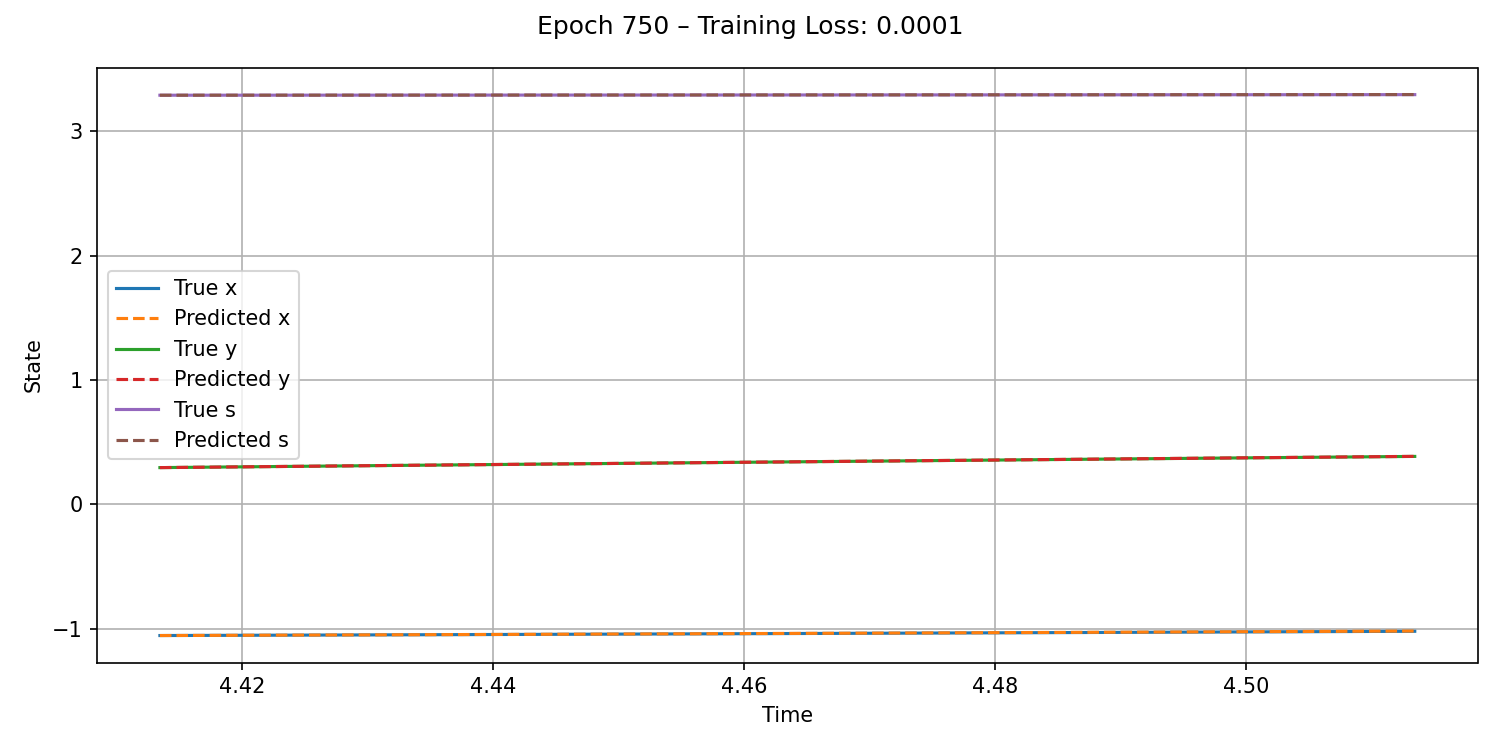 Epoch 750 – Training Loss: 0.0001
State
3
2
1
0
−1
True x
Predicted x
True y
Predicted y
True s
Predicted s
4.42 4.44 4.46 4.48 4.50
Time